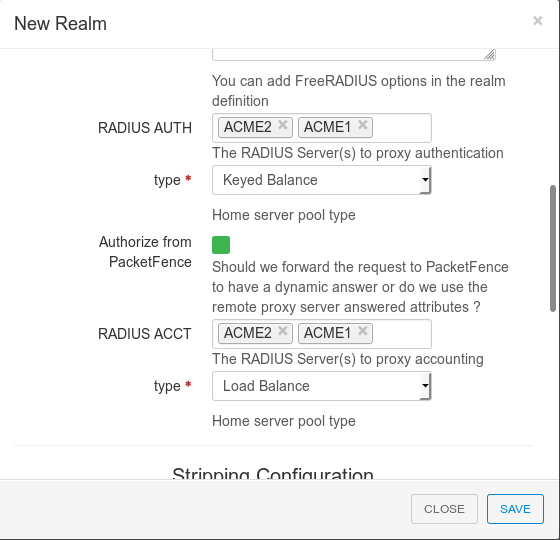 New Realm
×
You can add FreeRADIUS options in the realm
definition
RADIUS AUTH
ACME2 × ACME1 ×
The RADIUS Server(s) to proxy authentication
type *
Keyed Balance
Home server pool type
Authorize from
PacketFence
Should we forward the request to PacketFence
to have a dynamic answer or do we use the
remote proxy server answered attributes ?
RADIUS ACCT
ACME2 × ACME1 ×
The RADIUS Server(s) to proxy accounting
type *
Load Balance
Home server pool type
Stripping Configuration
CLOSE
SAVE